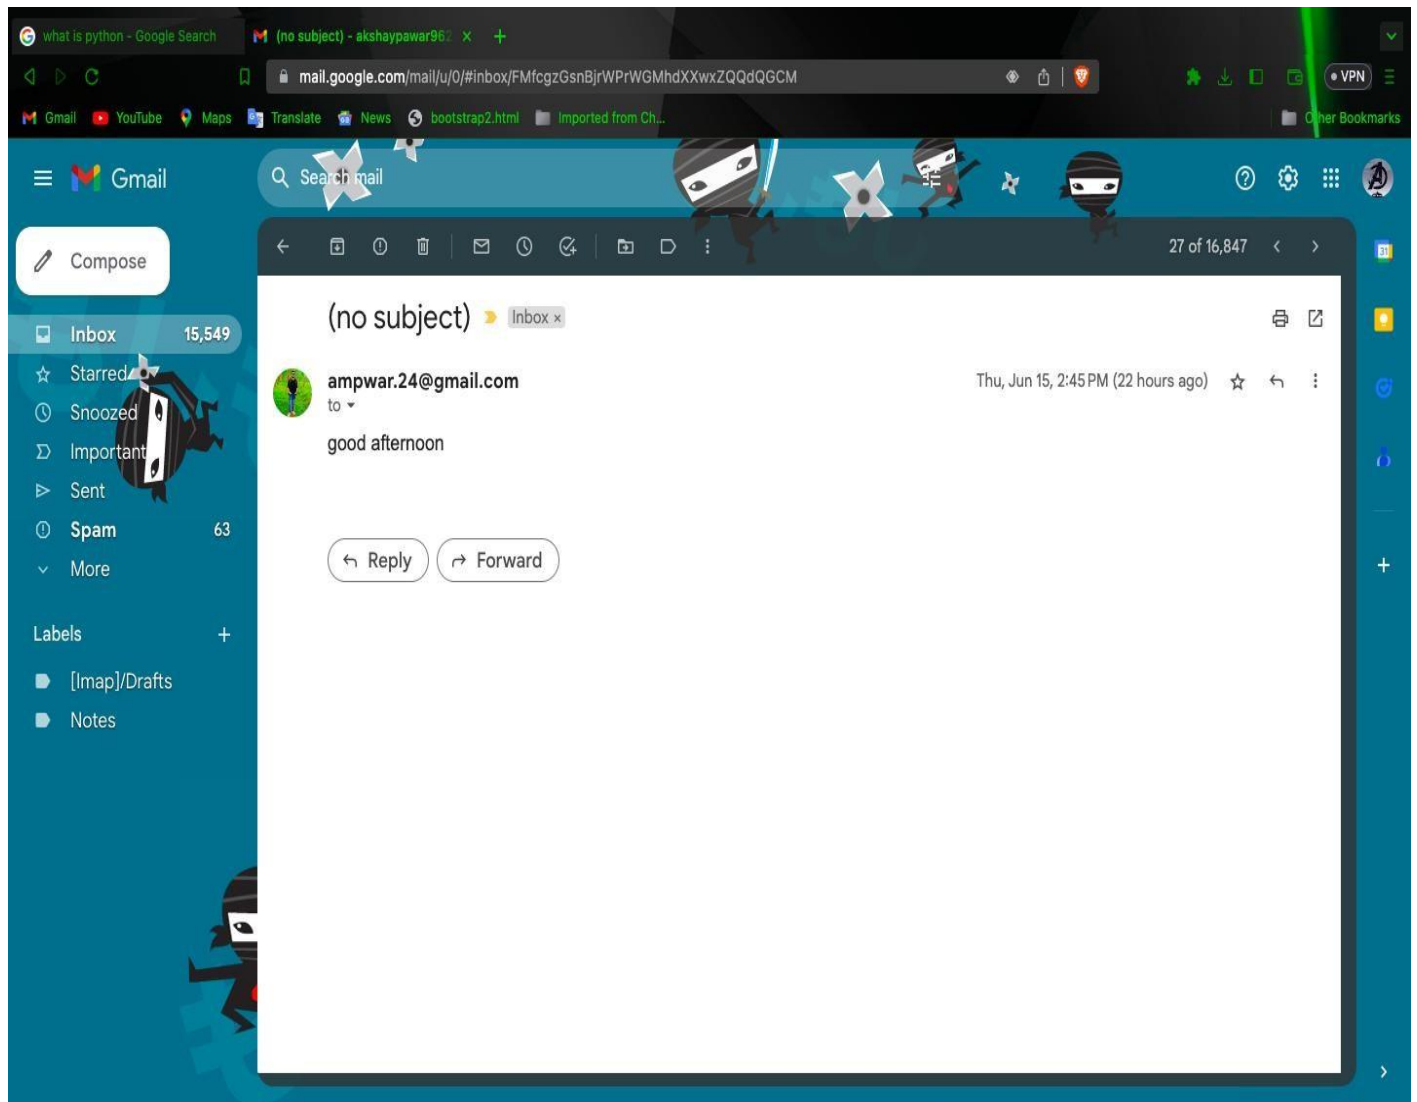 what is python - Google Search
(no subject) - akshaypawar962
mail.google.com/mail/u/0/#inbox/FMfcgzGsnBjrWPrWGMhdXXwxZQQdQGCM
VPN
Gmail YouTube Maps Translate News bootstrap2.html Imported from Ch... Other Bookmarks
Gmail
Search mail
Compose
27 of 16,847
31
(no subject)
Inbox ×
Inbox 15,549
Starred
Snoozed
Important
Sent
Spam 63
More
Labels
[Imap]/Drafts
Notes
ampwar.24@gmail.com
Thu, Jun 15, 2:45 PM (22 hours ago)
to
good afternoon
Reply
Forward